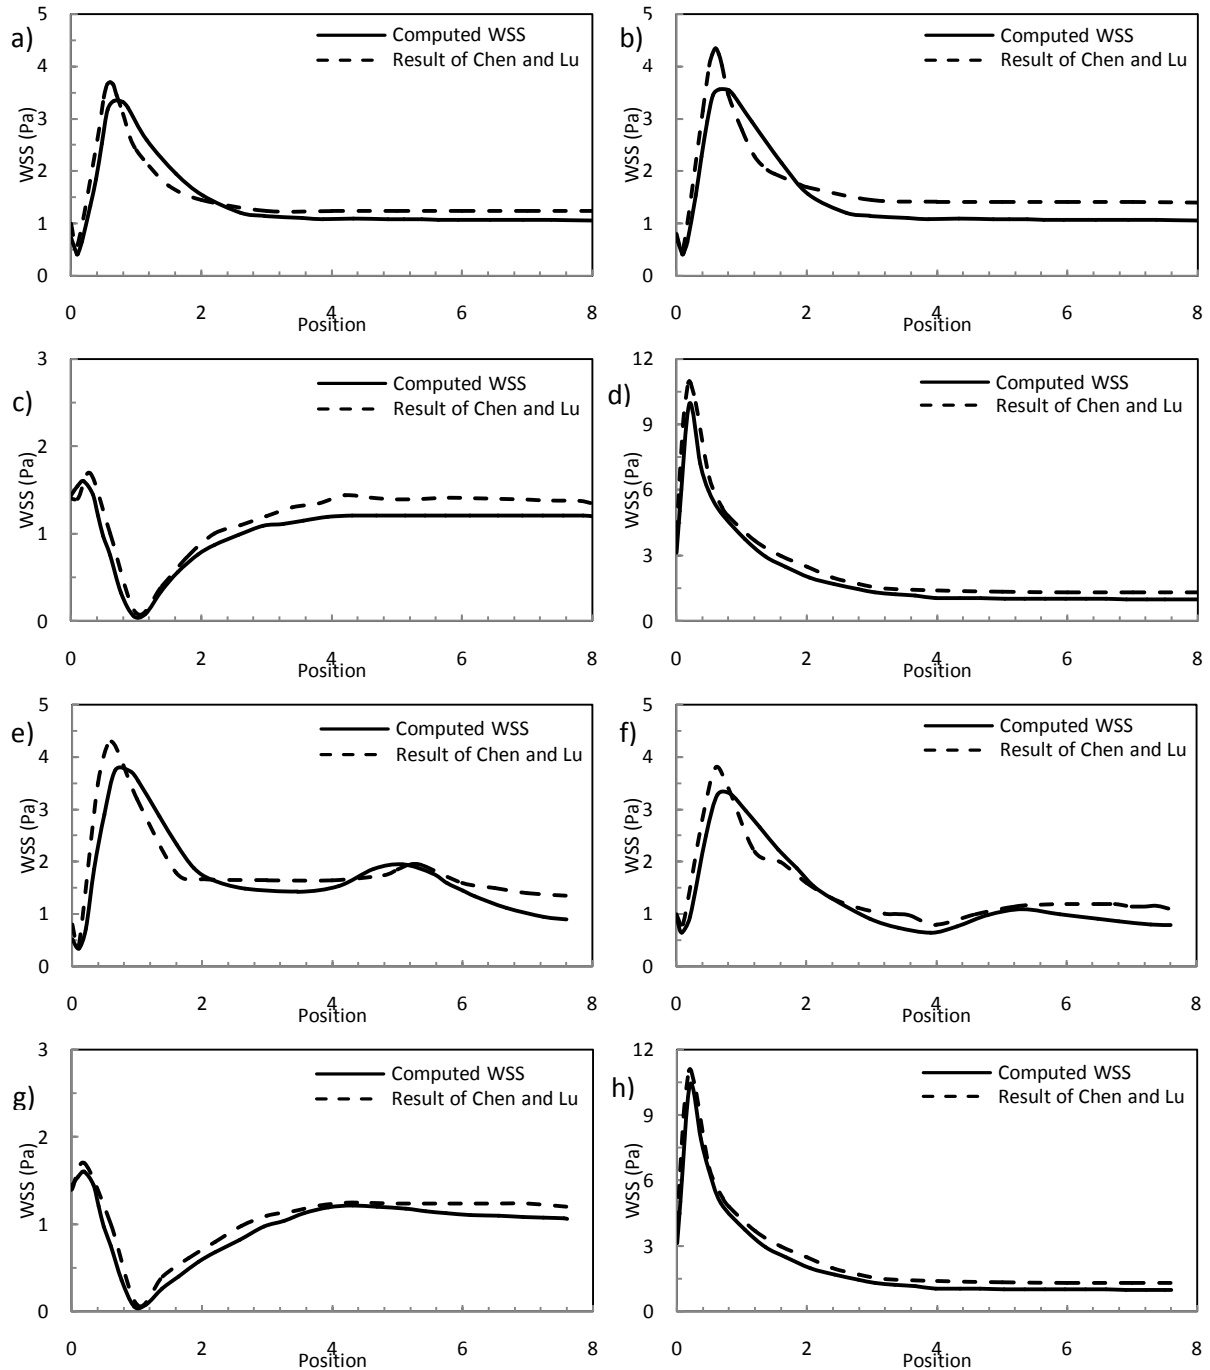 a)
Computed WSS
Result of Chen and Lu
WSS (Pa)
5
4
3
2
1
0
0 2 4 6 8
Position
b)
Computed WSS
Result of Chen and Lu
WSS (Pa)
5
4
3
2
1
0
0 2 4 6 8
Position
c)
Computed WSS
Result of Chen and Lu
WSS (Pa)
3
2
1
0
0 2 4 6 8
Position
d)
Computed WSS
Result of Chen and Lu
WSS (Pa)
12
9
6
3
0
0 2 4 6 8
Position
e)
Computed WSS
Result of Chen and Lu
WSS (Pa)
5
4
3
2
1
0
0 2 4 6 8
Position
f)
Computed WSS
Result of Chen and Lu
WSS (Pa)
5
4
3
2
1
0
0 2 4 6 8
Position
g)
Computed WSS
Result of Chen and Lu
WSS (Pa)
3
2
1
0
0 2 4 6 8
Position
h)
Computed WSS
Result of Chen and Lu
WSS (Pa)
12
9
6
3
0
0 2 4 6 8
Position